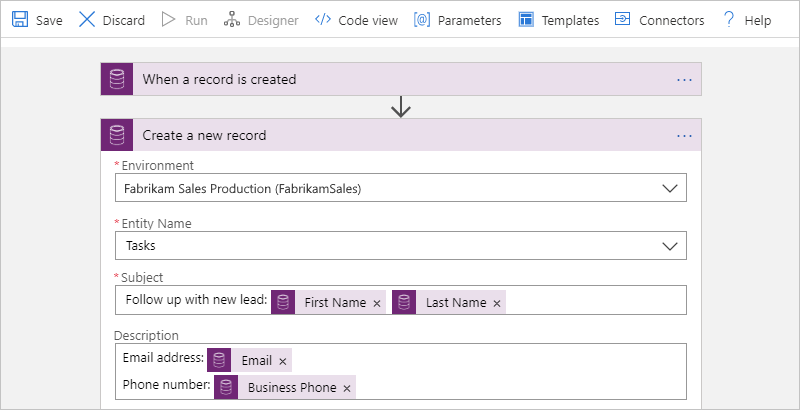 Save Discard Run Designer Code view [@] Parameters Templates Connectors ? Help
When a record is created ...
Create a new record ...
* Environment
Fabrikam Sales Production (FabrikamSales)
* Entity Name
Tasks
* Subject
Follow up with new lead: First Name × Last Name ×
Description
Email address: Email ×
Phone number: Business Phone ×